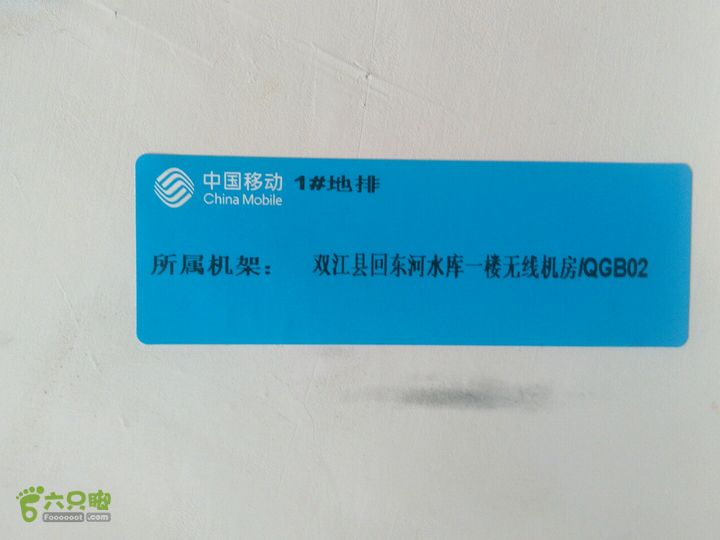 中国移动 1#地排
China Mobile
所属机架： 双江县回东河水库一楼无线机房/QGB02
六只脚
Foooooot .com